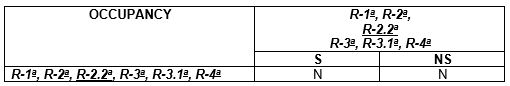 OCCUPANCY
R-1ª, R-2ª,
R-2.2ª
R-3ª, R-3.1ª, R-4ª
S NS
R-1ª, R-2ª, R-2.2ª, R-3ª, R-3.1ª, R-4ª N N